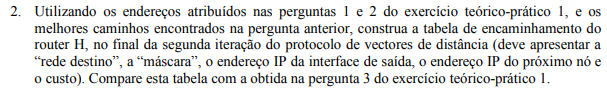 2. Utilizando os endereços atribuídos nas perguntas 1 e 2 do exercício teórico-prático 1, e os
melhores caminhos encontrados na pergunta anterior, construa a tabela de encaminhamento do
router H, no final da segunda iteração do protocolo de vectores de distância (deve apresentar a
“rede destino”, a “máscara”, o endereço IP da interface de saída, o endereço IP do próximo nó e
o custo). Compare esta tabela com a obtida na pergunta 3 do exercício teórico-prático 1.